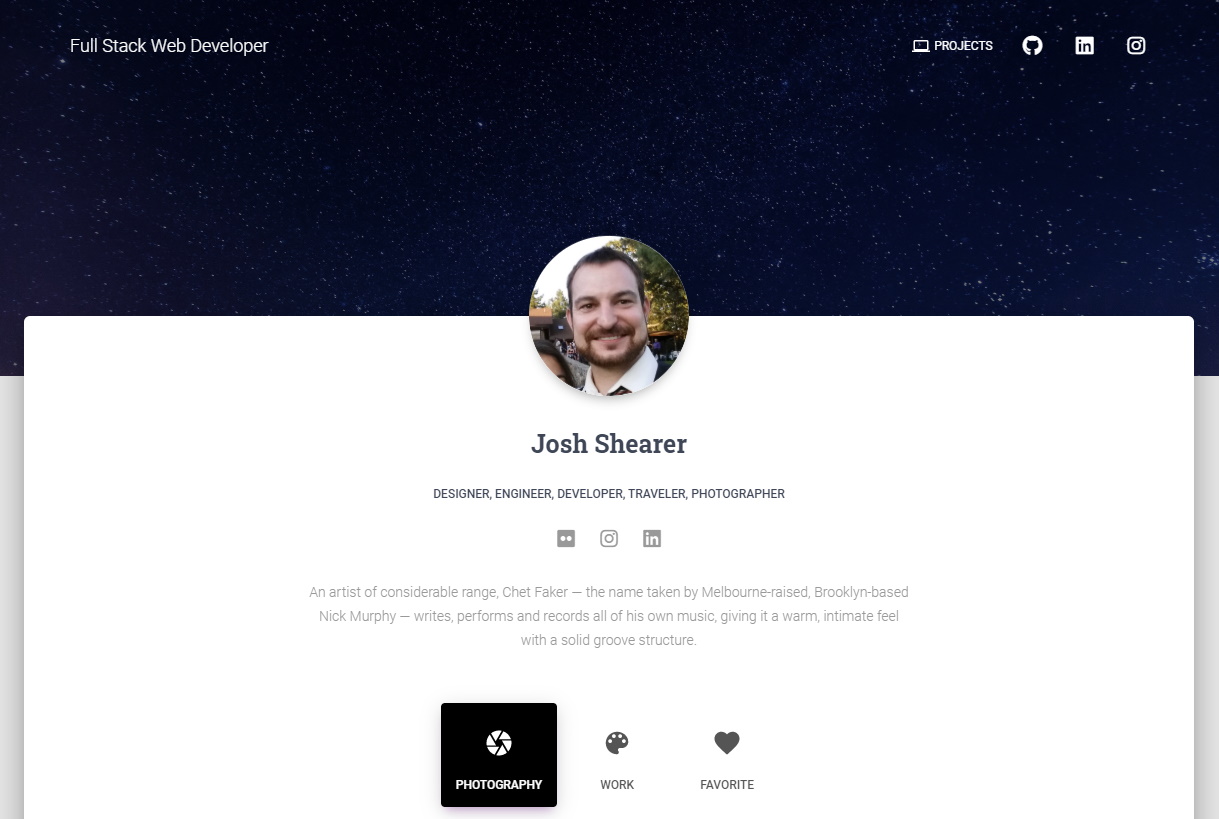 Full Stack Web Developer
PROJECTS
Josh Shearer
DESIGNER, ENGINEER, DEVELOPER, TRAVELER, PHOTOGRAPHER
An artist of considerable range, Chet Faker — the name taken by Melbourne-raised, Brooklyn-based
Nick Murphy — writes, performs and records all of his own music, giving it a warm, intimate feel
with a solid groove structure.
PHOTOGRAPHY
WORK
FAVORITE